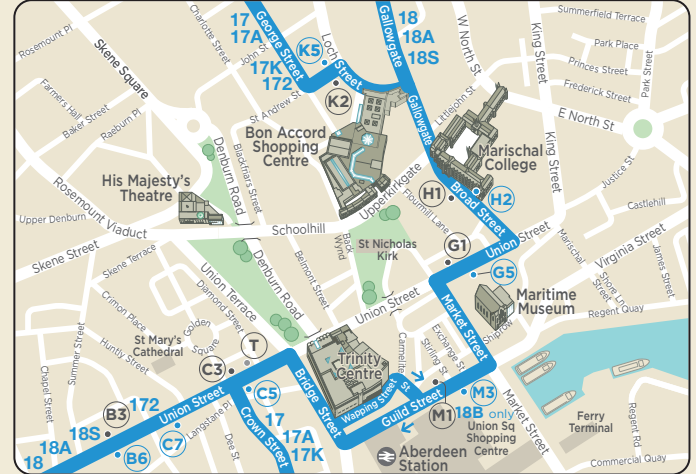 17
17A
George Street
17K
172
K5
Loch Street
K2
Gallowgate
18
18A
18S
Gallowgate
W North St
King Street
Summerfield Terrace
Park Place
Princes Street
Frederick Street
Park Street
E North St
Charlotte St
John St
Rosemount Pl
Skene Square
Farmers Hall
Baker Street
Raeburn Pl
St Andrew St
Littlejohn St
Bon Accord
Shopping
Centre
Marischal
College
King Street
Justice St
Blackfriars Street
Denburn Road
His Majesty's
Theatre
Upperkirkgate
H1
Broad Street
H2
Castlehill
Rosemount Viaduct
Upper Denburn
Schoolhill
Flourmill Lane
Back
Wynd
St Nicholas
Kirk
G1
Union Street
Marischal
Street
Virginia Street
Skene Street
Skene Terrace
Belmont Street
G5
Shore Ln
James Street
Union Terrace
Denburn Road
Diamond Street
Crimon Place
Golden
Square
Union Street
Market Street
Maritime
Museum
Regent Quay
Huntly Street
St Mary's
Cathedral
T
C3
Trinity
Centre
Carmelite
St
Stirling St
Exchange St
Shiplow
Summer Street
Chapel Street
Bridge Street
Wapping Street
Guild Street
M1
M3
18B only
Union Sq
Shopping
Centre
Market Street
Ferry
Terminal
Regent Rd
172
B3
18S
18A
18
Union Street
B6
C7
Langstane Pl
C5
Dee St
Crown Street
17
17A
17K
Aberdeen
Station
Commercial Quay